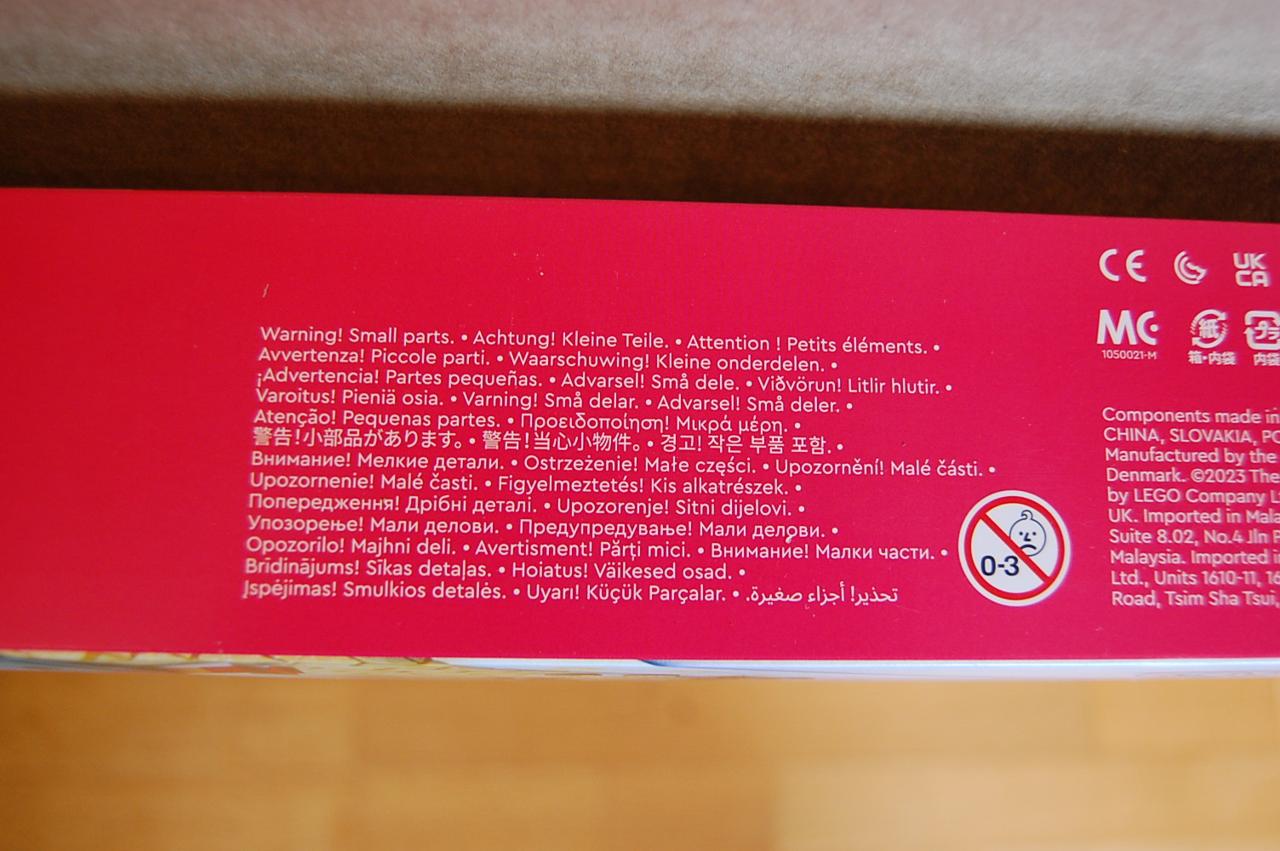 Warning! Small parts. • Achtung! Kleine Teile. • Attention ! Petits éléments. •
Avvertenza! Piccole parti. • Waarschuwing! Kleine onderdelen. •
¡Advertencia! Partes pequeñas. • Advarsel! Små dele. • Viðvörun! Litlir hlutir. •
Varoitus! Pieniä osia. • Varning! Små delar. • Advarsel! Små deler. •
Atenção! Pequenas partes. • Προειδοποίηση! Μικρά μέρη. •
警告!小部品があります。• 警告!当心小物件。• 경고! 작은 부품 포함. •
Внимание! Мелкие детали. • Ostrzeżenie! Małe części. • Upozornění! Malé části. •
Upozornenie! Malé časti. • Figyelmeztetés! Kis alkatrészek. •
Попередження! Дрібні деталі. • Upozorenje! Sitni dijelovi. •
Упозорење! Мали делови. • Предупредување! Мали делови. •
Opozorilo! Majhni deli. • Avertisment! Părți mici. • Внимание! Малки части. •
Brīdinājums! Sīkas detaļas. • Hoiatus! Väikesed osad. •
Įspėjimas! Smulkios detalės. • Uyarı! Küçük Parçalar. • تحذير! أجزاء صغيرة.
0-3
CE
UK
CA
MC
1050021-M
紙
プラ
箱・内袋
内袋
Components made in
CHINA, SLOVAKIA,
Manufactured by the
Denmark. ©2023 The
by LEGO Company
UK. Imported in
Suite 8.02, No.4 Jln
Malaysia. Imported
Ltd., Units 1610-11,
Road, Tsim Sha Tsui,